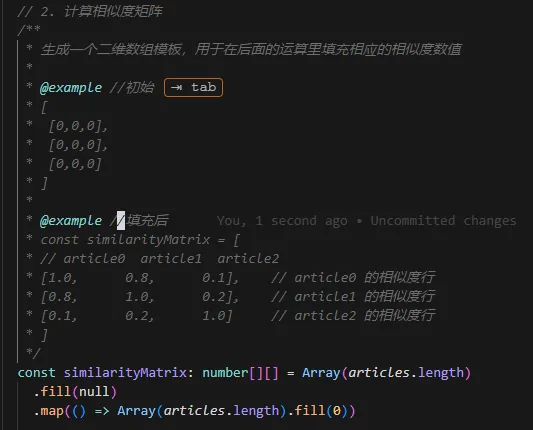 // 2. 计算相似度矩阵
/**
* 生成一个二维数组模板，用于在后面的运算里填充相应的相似度数值
*
* @example //初始 ⇥ tab
* [
*  [0,0,0],
*  [0,0,0],
*  [0,0,0]
* ]
*
* @example //填充后 You, 1 second ago • Uncommitted changes
* const similarityMatrix = [
* // article0  article1  article2
* [1.0,      0.8,      0.1],    // article0 的相似度行
* [0.8,      1.0,      0.2],    // article1 的相似度行
* [0.1,      0.2,      1.0]     // article2 的相似度行
* ]
*/
const similarityMatrix: number[][] = Array(articles.length)
  .fill(null)
  .map(() => Array(articles.length).fill(0))